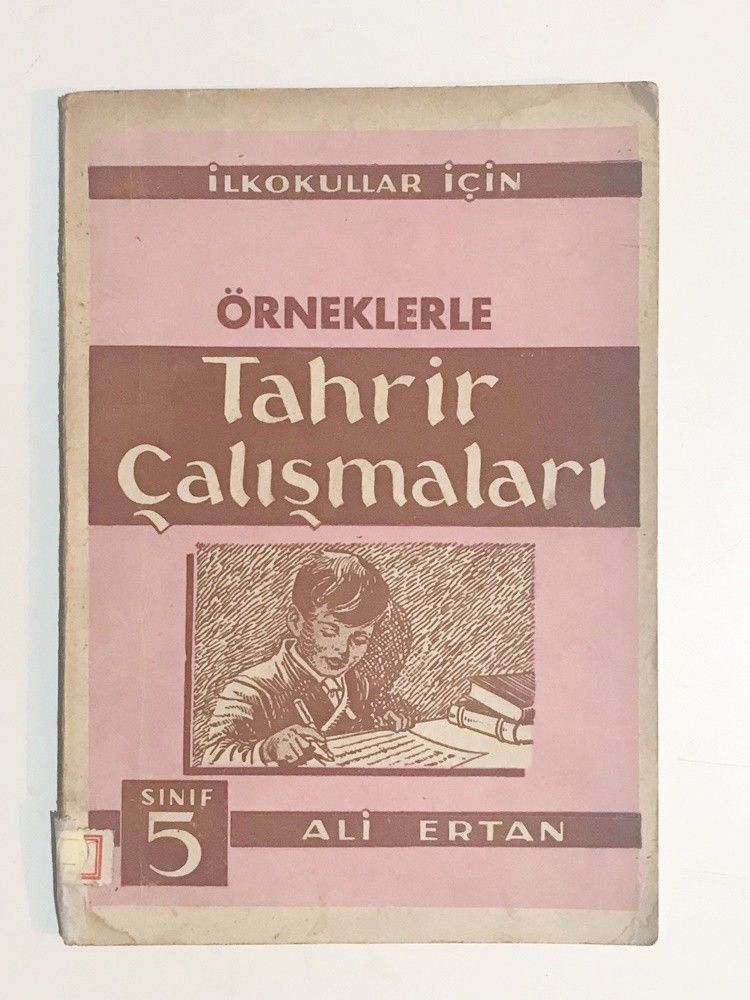 İLKOKULLAR İÇİN
ÖRNEKLERLE
Tahrir
Çalışmaları
SINIF
5
ALİ ERTAN